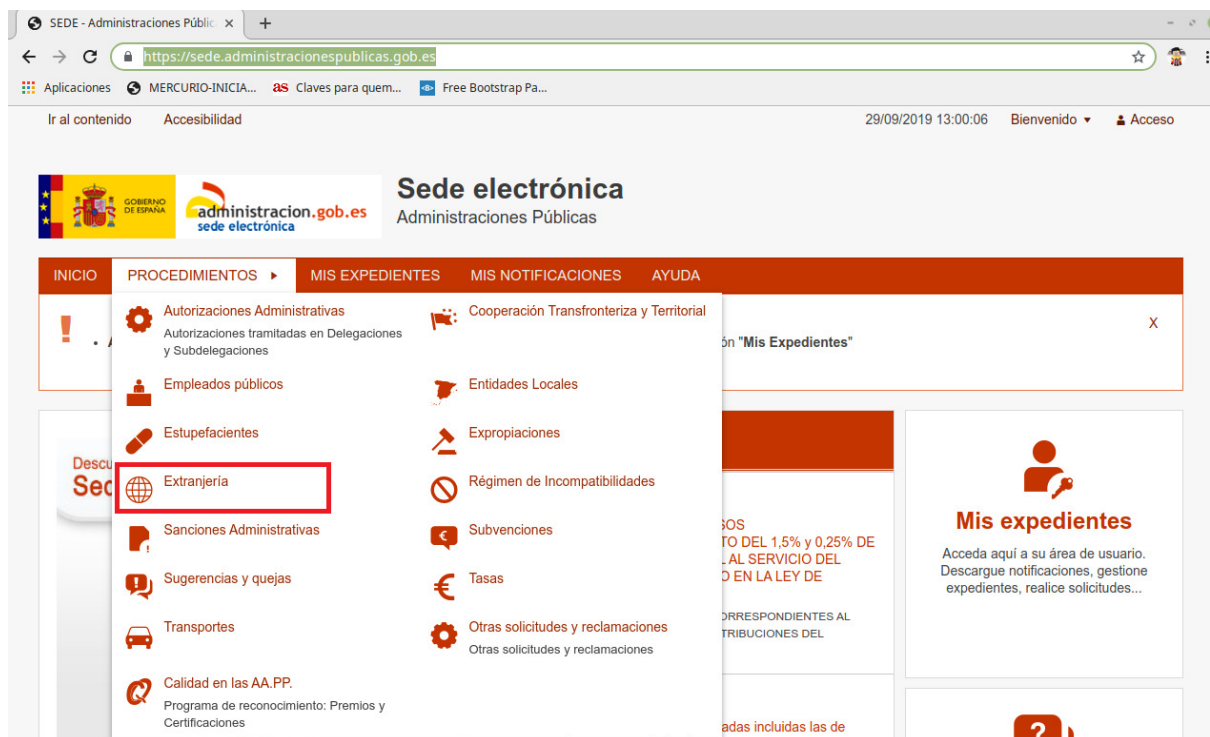 SEDE - Administraciones Públic
https://sede.administracionespublicas.gob.es
Aplicaciones MERCURIO-INICIA... as Claves para quem... Free Bootstrap Pa...
Ir al contenido Accesibilidad 29/09/2019 13:00:06 Bienvenido Acceso
GOBIERNO
DE ESPAÑA
administracion.gob.es
sede electrónica
Sede electrónica
Administraciones Públicas
INICIO PROCEDIMIENTOS MIS EXPEDIENTES MIS NOTIFICACIONES AYUDA
Autorizaciones Administrativas
Autorizaciones tramitadas en Delegaciones
y Subdelegaciones
Cooperación Transfronteriza y Territorial
ón "Mis Expedientes"
X
Empleados públicos
Entidades Locales
Estupefacientes
Expropiaciones
Descu
Sec
Extranjería
Régimen de Incompatibilidades
Sanciones Administrativas
Subvenciones
Sugerencias y quejas
Tasas
Transportes
Otras solicitudes y reclamaciones
Otras solicitudes y reclamaciones
Calidad en las AA.PP.
Programa de reconocimiento: Premios y
Certificaciones
SOS
TO DEL 1,5% y 0,25% DE
AL SERVICIO DEL
O EN LA LEY DE
ORRESPONDIENTES AL
TRIBUCIONES DEL
adas incluidas las de
Mis expedientes
Acceda aquí a su área de usuario.
Descargue notificaciones, gestione
expedientes, realice solicitudes...